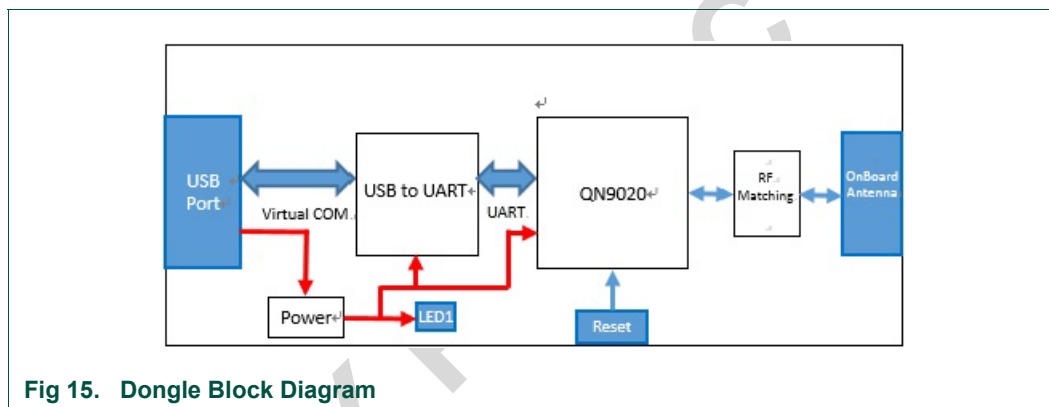 USB
Port
Virtual COM.
USB to UART
UART.
QN9020
RF
Matching
OnBoard
Antenna
Power
LED1
Reset
Fig 15. Dongle Block Diagram